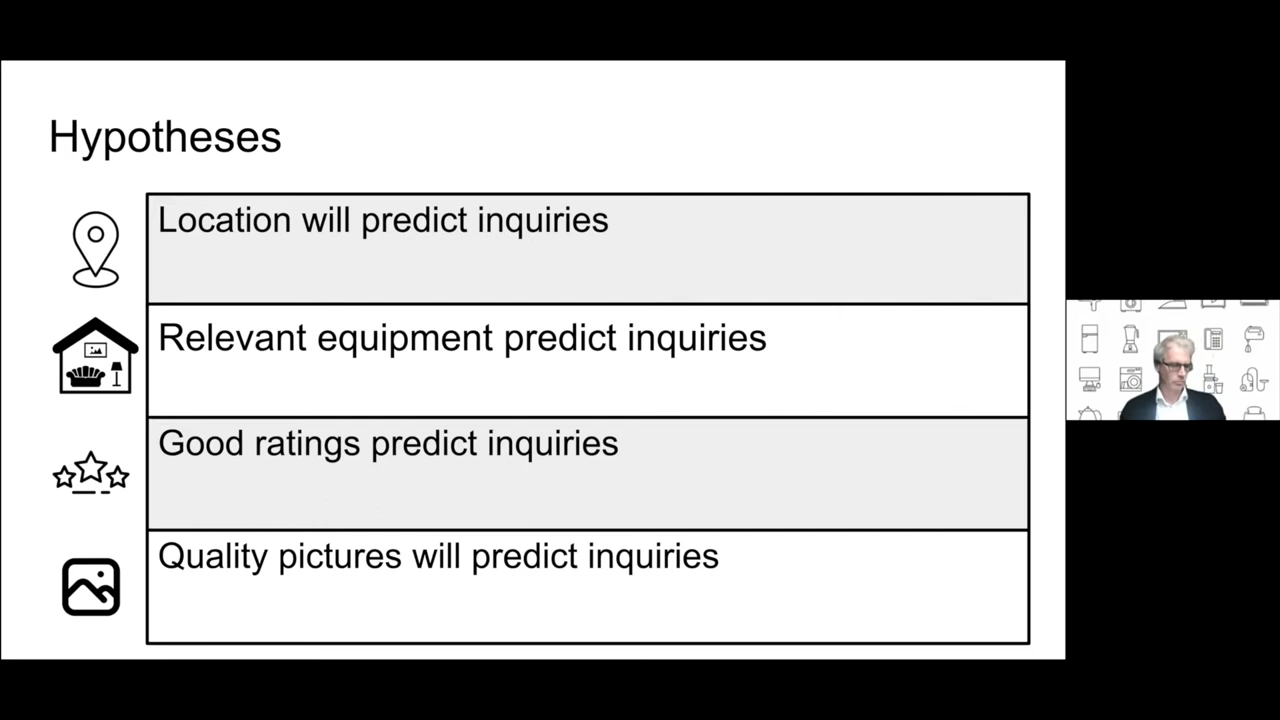 Hypotheses
Location will predict inquiries
Relevant equipment predict inquiries
Good ratings predict inquiries
Quality pictures will predict inquiries